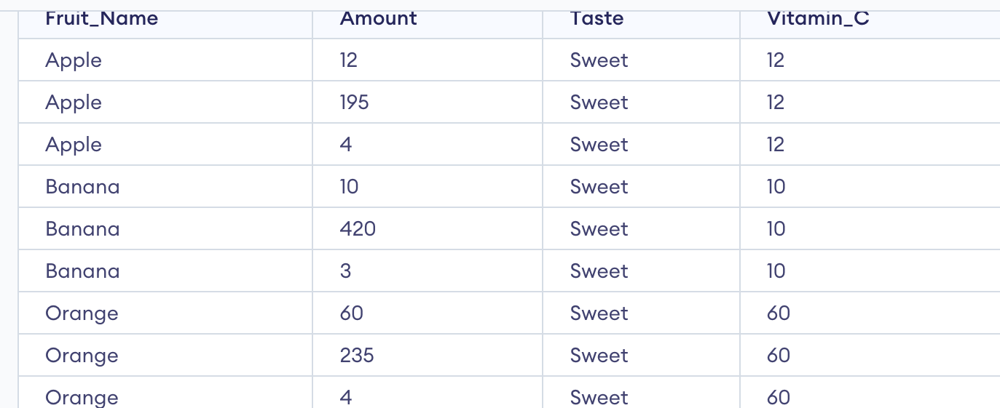 Fruit_Name Amount Taste Vitamin_C
Apple 12 Sweet 12
Apple 195 Sweet 12
Apple 4 Sweet 12
Banana 10 Sweet 10
Banana 420 Sweet 10
Banana 3 Sweet 10
Orange 60 Sweet 60
Orange 235 Sweet 60
Orange 4 Sweet 60